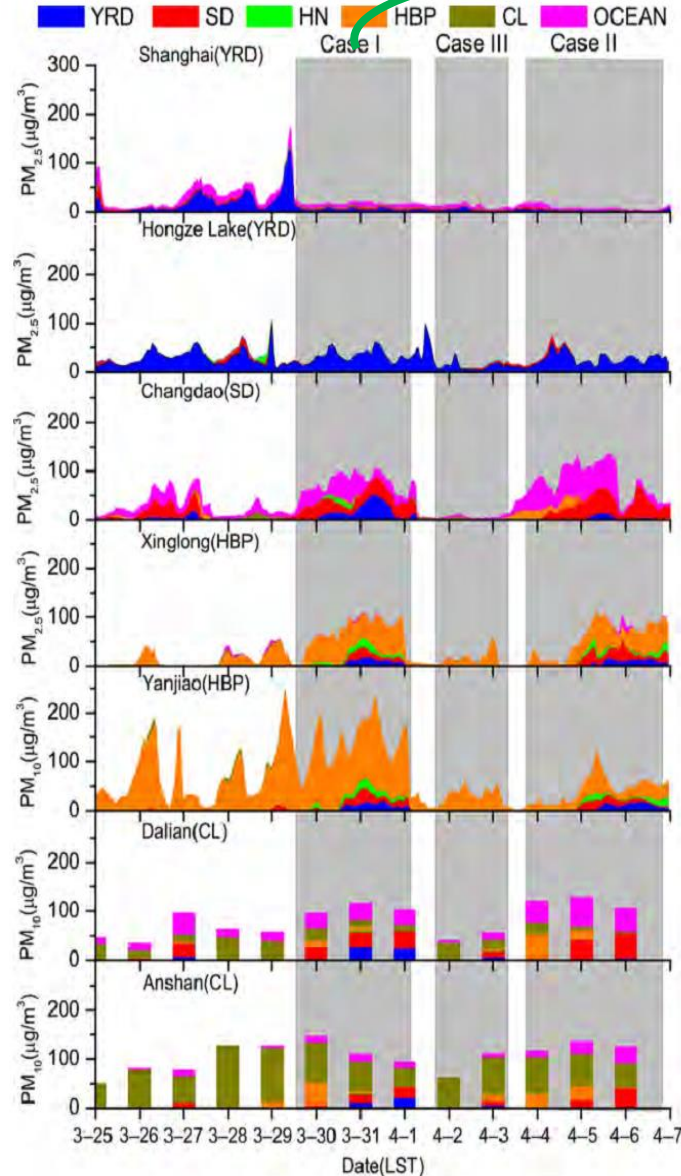 YRD SD HN HBP CL OCEAN
Case I Case III Case II
Shanghai(YRD)
300
200
100
0
PM2.5(μg/m3)
Hongze Lake(YRD)
200
100
0
PM2.5(μg/m3)
Changdao(SD)
200
100
0
PM2.5(μg/m3)
Xinglong(HBP)
200
100
0
PM2.5(μg/m3)
Yanjiao(HBP)
200
100
0
PM10(μg/m3)
Dalian(CL)
200
100
0
PM10(μg/m3)
Anshan(CL)
200
100
0
PM10(μg/m3)
3–25 3–26 3–27 3–28 3–29 3–30 3–31 4–1 4–2 4–3 4–4 4–5 4–6 4–7
Date(LST)